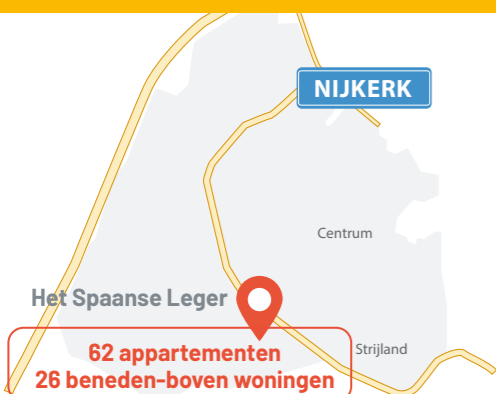 NIJKERK
Centrum
Het Spaanse Leger
Strijland
62 appartementen
26 beneden-boven woningen